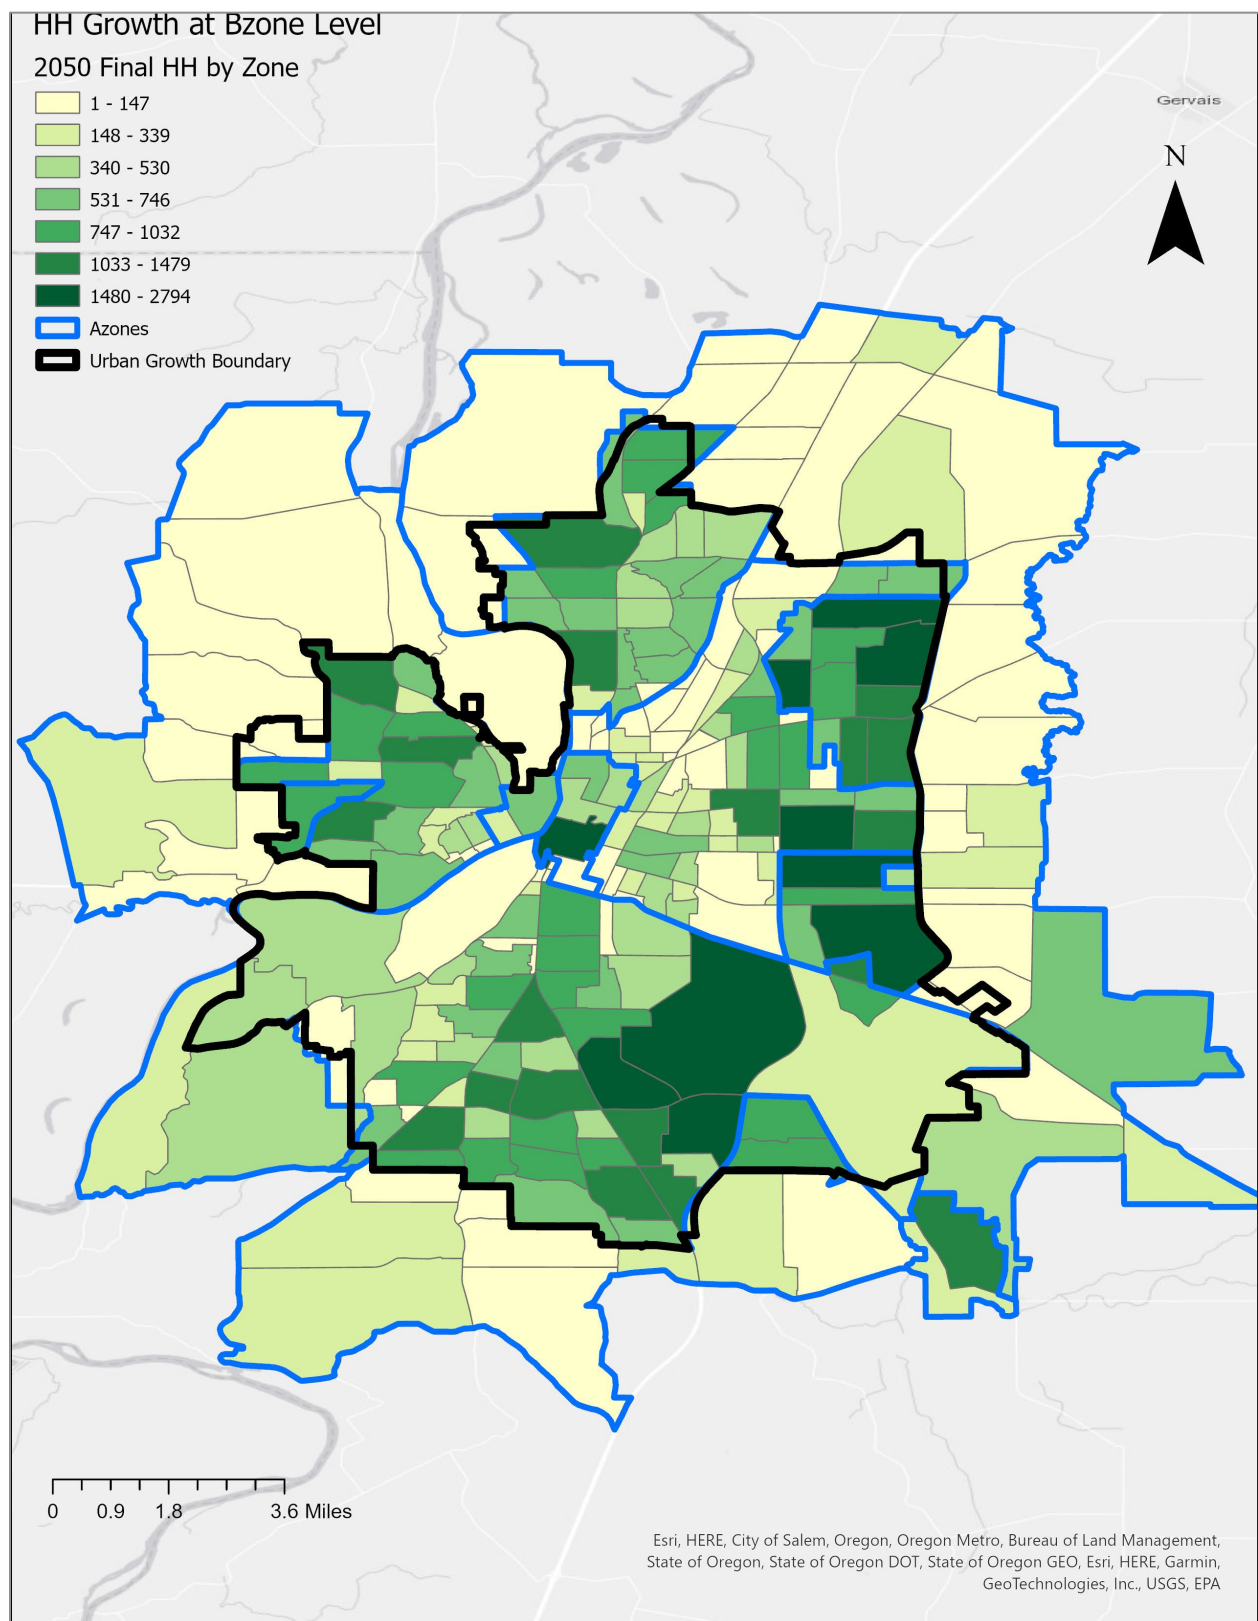 HH Growth at Bzone Level
2050 Final HH by Zone
1 - 147
148 - 339
340 - 530
531 - 746
747 - 1032
1033 - 1479
1480 - 2794
Azones
Urban Growth Boundary
Gervais
N
0 0.9 1.8 3.6 Miles
Esri, HERE, City of Salem, Oregon, Oregon Metro, Bureau of Land Management,
State of Oregon, State of Oregon DOT, State of Oregon GEO, Esri, HERE, Garmin,
GeoTechnologies, Inc., USGS, EPA